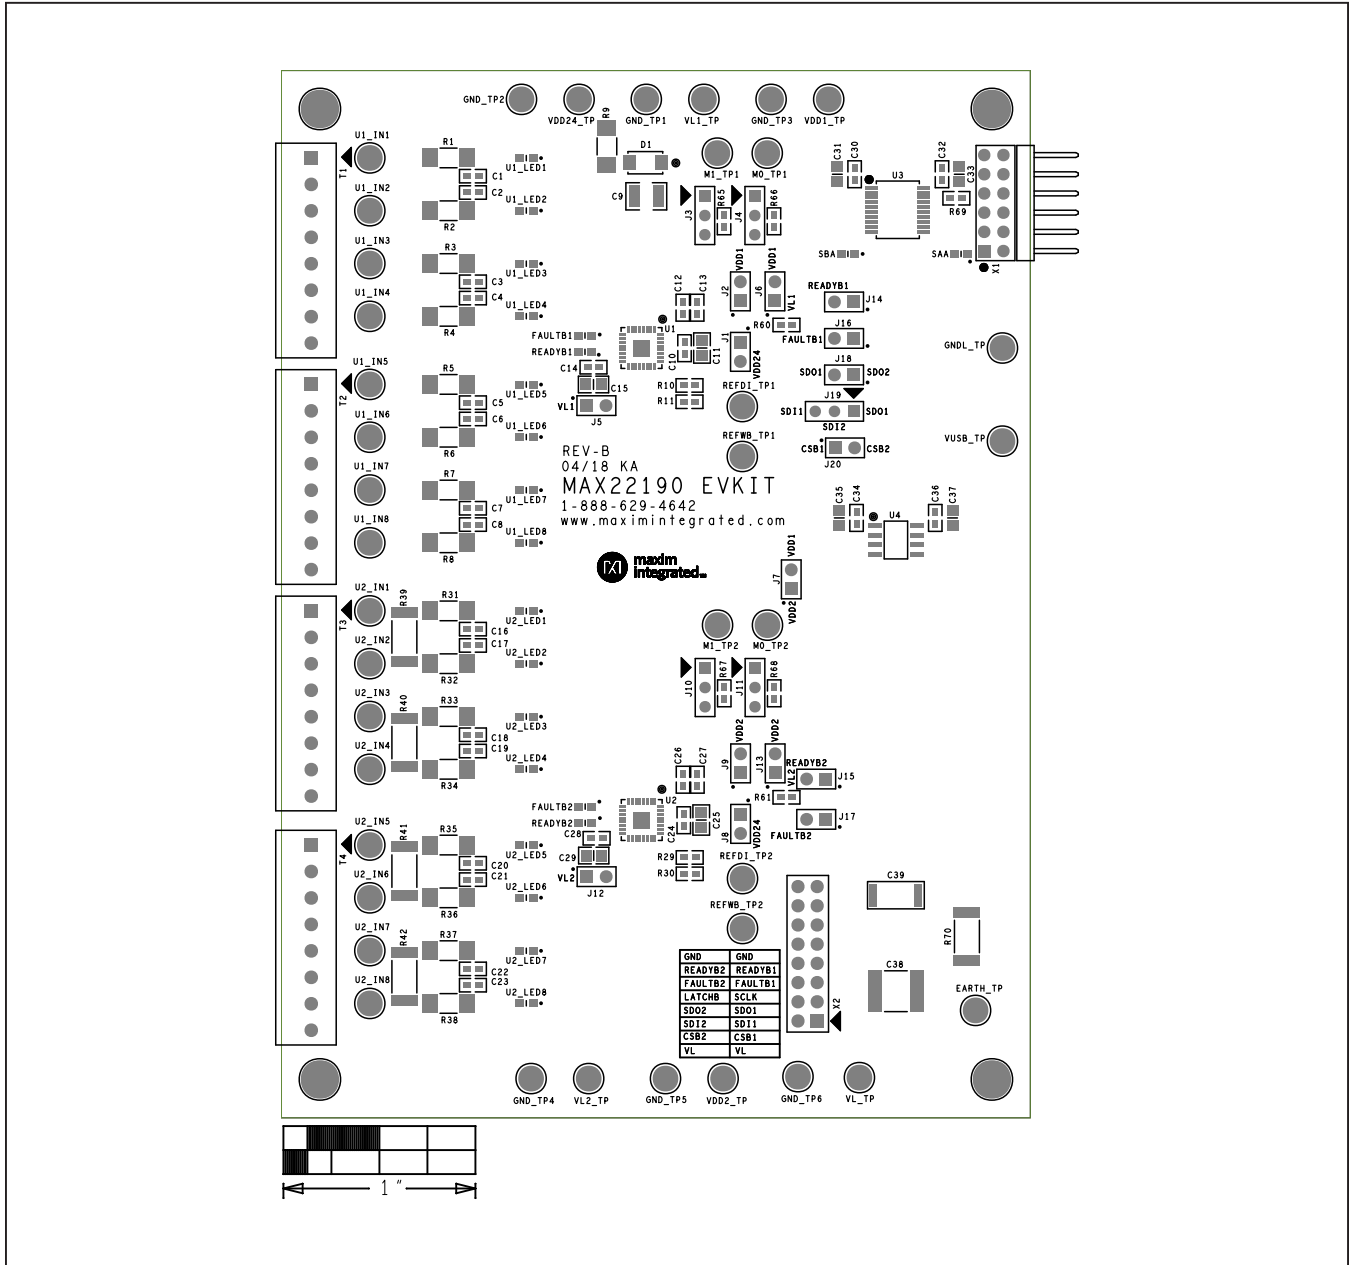 GND_TP2
VDD24_TP
R9
GND_TP1
VL1_TP
GND_TP3
VDD1_TP
U1_IN1
T1
R1
U1_LED1
C1
U1_IN2
C2
U1_LED2
R2
D1
C9
M1_TP1
M0_TP1
J3
R65
J4
R66
C31
C30
U3
C32
C33
R69
SBA
SAA
X1
U1_IN3
R3
U1_LED3
C3
U1_IN4
C4
U1_LED4
R4
C12
C13
J2
VDD1
J6
VDD1
VL1
R60
READYB1
J14
J16
FAULTB1
FAULTB1
READYB1
U1
C10
C11
J1
VDD24
C14
C15
VL1
J5
R10
R11
REFDI_TP1
J18
SDO1
SDO2
J19
SDI1
SDO1
SDI2
CSB1
CSB2
J20
GNDL_TP
VUSB_TP
U1_IN5
T2
R5
U1_LED5
C5
U1_IN6
C6
U1_LED6
R6
REFWB_TP1
REV-B
04/18 KA
MAX22190 EVKIT
1-888-629-4642
www.maximintegrated.com
U1_IN7
R7
U1_LED7
C7
U1_IN8
C8
U1_LED8
R8
C35
C34
U4
C36
C37
maxim
integrated™
VDD1
J7
VDD2
U2_IN1
T3
R39
R31
U2_LED1
C16
U2_IN2
C17
U2_LED2
R32
M1_TP2
M0_TP2
J10
R67
J11
R68
U2_IN3
R40
R33
U2_LED3
C18
U2_IN4
C19
U2_LED4
R34
C26
C27
J9
VDD2
J13
VDD2
VL2
READYB2
J15
R61
J17
FAULTB2
FAULTB2
READYB2
U2
C24
C25
J8
VDD24
C28
C29
VL2
J12
R29
R30
REFDI_TP2
REFWB_TP2
U2_IN5
T4
R41
R35
U2_LED5
C20
U2_IN6
C21
U2_LED6
R36
U2_IN7
R42
R37
U2_LED7
C22
U2_IN8
C23
U2_LED8
R38
C39
R70
C38
EARTH_TP
X2
GND GND
READYB2 READYB1
FAULTB2 FAULTB1
LATCHB SCLK
SDO2 SDO1
SDI2 SDI1
CSB2 CSB1
VL VL
GND_TP4
VL2_TP
GND_TP5
VDD2_TP
GND_TP6
VL_TP
1 "